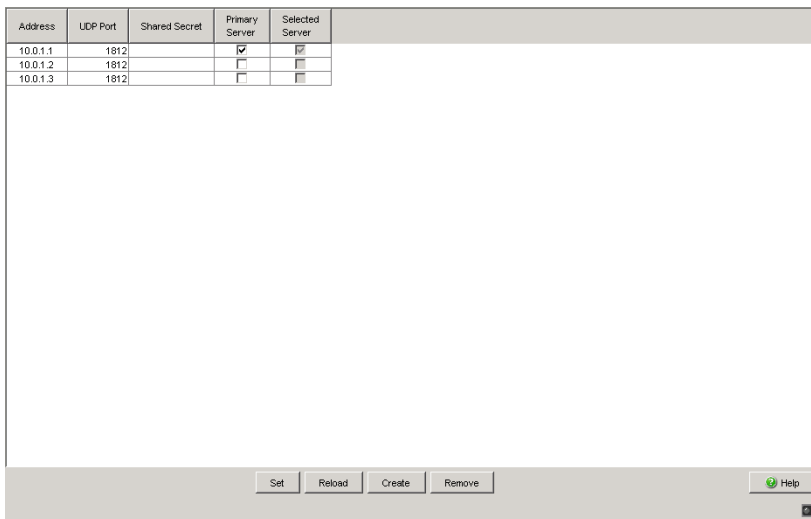 Address UDP Port Shared Secret Primary Server Selected Server
10.0.1.1 1812
10.0.1.2 1812
10.0.1.3 1812
Set Reload Create Remove Help